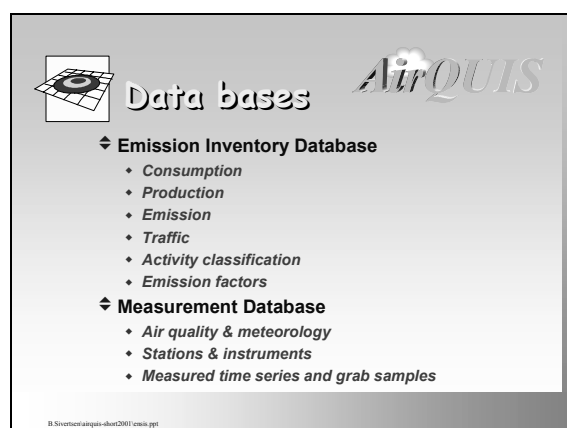 AirQUIS
Data bases
Emission Inventory Database
Consumption
Production
Emission
Traffic
Activity classification
Emission factors
Measurement Database
Air quality & meteorology
Stations & instruments
Measured time series and grab samples
B.Sivertsen\airquis-short2001\ensis.ppt